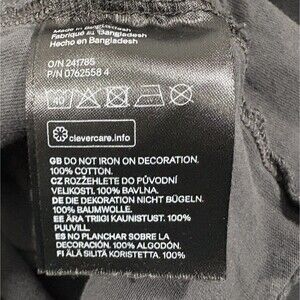 Made in Bangladesh
Fabriqué au Bangladesh
Hecho en Bangladesh
O/N 241785
P/N 0762558 4
40
clevercare.info
GB DO NOT IRON ON DECORATION.
100% COTTON.
CZ ROZŽEHLETE DO PŮVODNÍ
VELIKOSTI. 100% BAVLNA.
DE DIE DEKORATION NICHT BÜGELN.
100% BAUMWOLLE.
EE ÄRA TRIIGI KAUNISTUST. 100%
PUUVILL.
ES NO PLANCHAR SOBRE LA
DECORACIÓN. 100% ALGODÓN.
FI ÄLÄ SILITÄ KORISTETTA. 100%